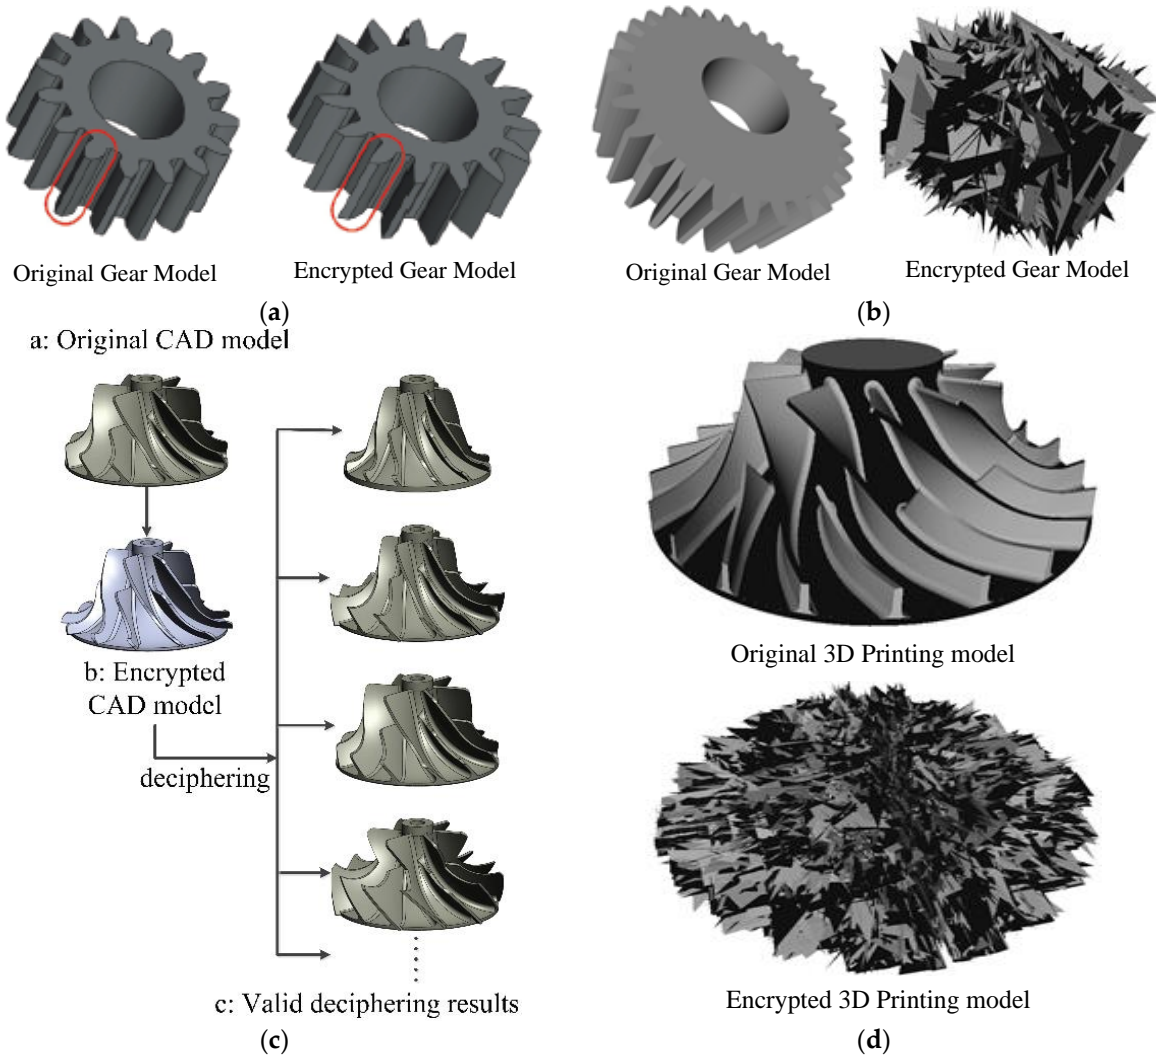 Original Gear Model
Encrypted Gear Model
(a)
Original Gear Model
Encrypted Gear Model
(b)
a: Original CAD model
b: Encrypted
CAD model
deciphering
c: Valid deciphering results
(c)
Original 3D Printing model
Encrypted 3D Printing model
(d)